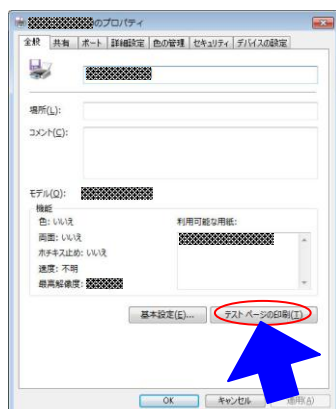 のプロパティ
全般 共有 ポート 詳細設定 色の管理 セキュリティ デバイスの設定
場所(L):
コメント(C):
モデル(O):
機能
色: いいえ 利用可能な用紙:
両面: いいえ
ホチキス止め: いいえ
速度: 不明
最高解像度:
基本設定(E)... テスト ページの印刷(T)
OK キャンセル 適用(A)